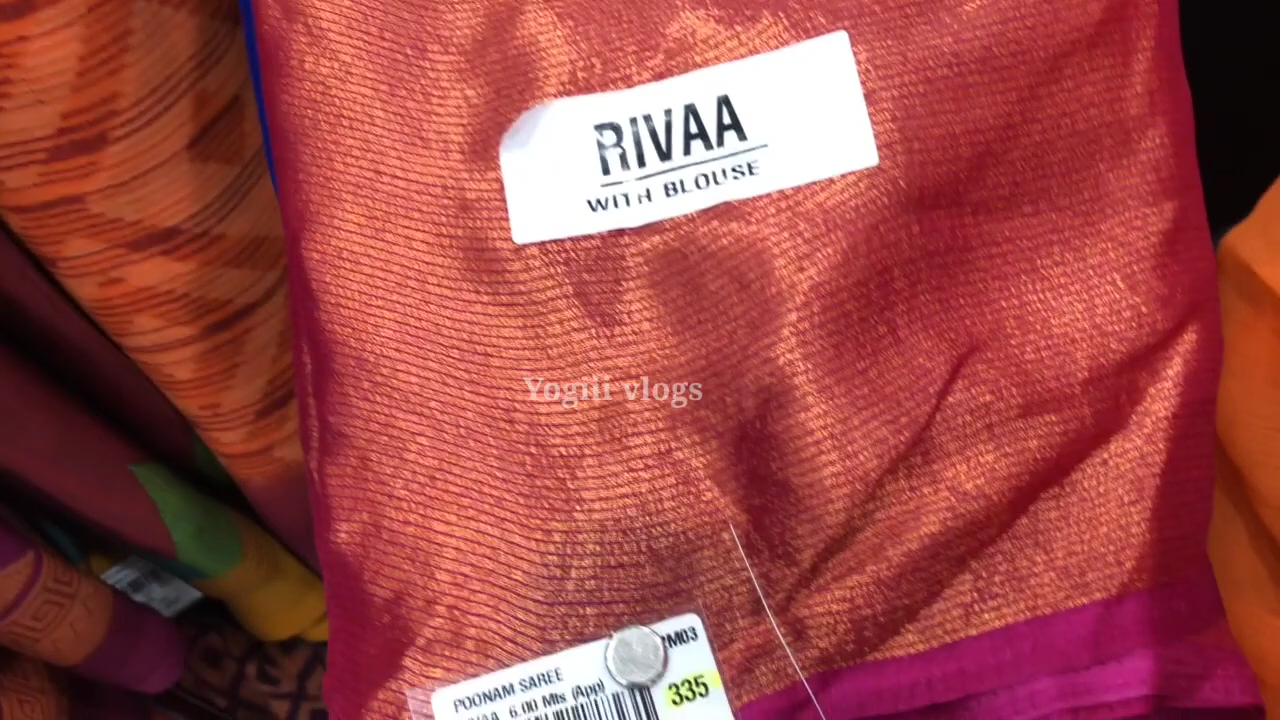 RIVAA
WITH BLOUSE
Yogiii vlogs
POONAM SAREE
6.00 Mts (App)
335